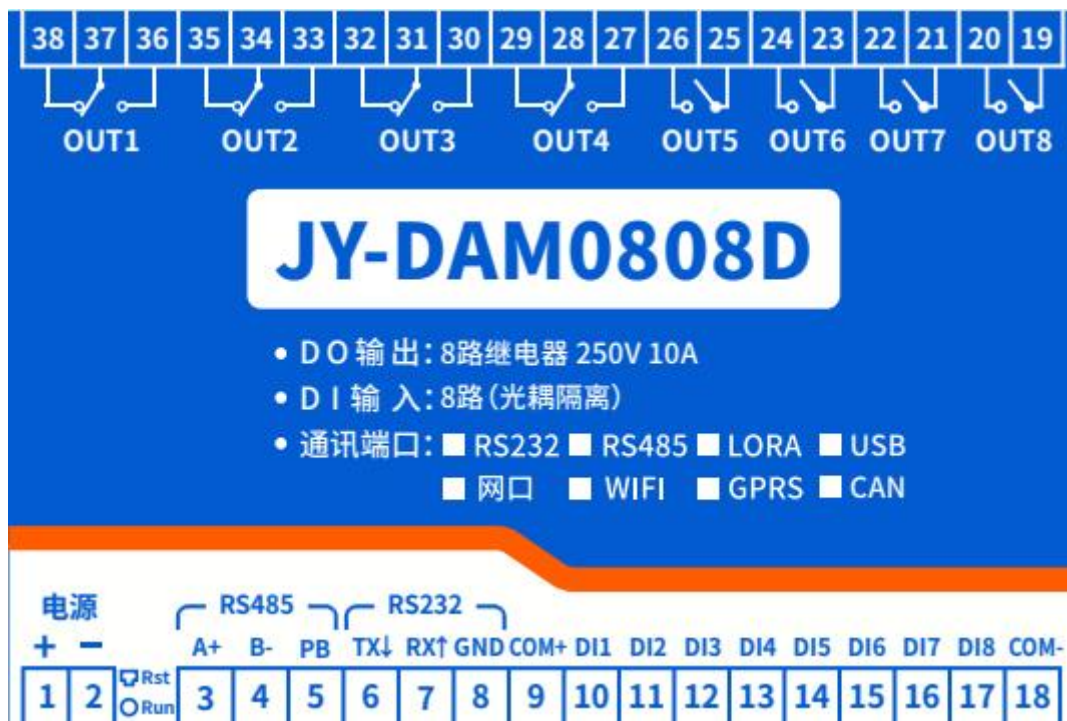 38 37 36 35 34 33 32 31 30 29 28 27 26 25 24 23 22 21 20 19
OUT1 OUT2 OUT3 OUT4 OUT5 OUT6 OUT7 OUT8
JY-DAM0808D
• DO输出：8路继电器 250V 10A
• DI输入：8路（光耦隔离）
• 通讯端口：■ RS232 ■ RS485 ■ LORA ■ USB
■ 网口 ■ WIFI ■ GPRS ■ CAN
电源 RS485 RS232
+ − A+ B- PB TX↓ RX↑ GND COM+ DI1 DI2 DI3 DI4 DI5 DI6 DI7 DI8 COM-
Rst
1 2 Run 3 4 5 6 7 8 9 10 11 12 13 14 15 16 17 18